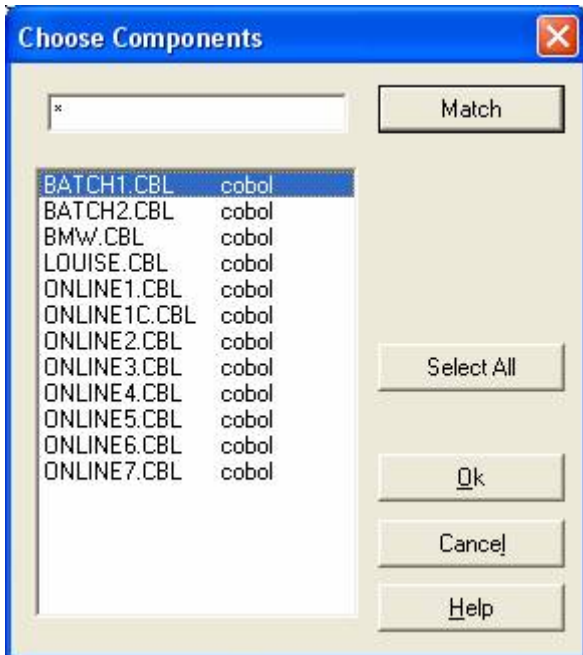 Choose Components
*
Match
BATCH1.CBL cobol
BATCH2.CBL cobol
BMW.CBL cobol
LOUISE.CBL cobol
ONLINE1.CBL cobol
ONLINE1C.CBL cobol
ONLINE2.CBL cobol
ONLINE3.CBL cobol
ONLINE4.CBL cobol
ONLINE5.CBL cobol
ONLINE6.CBL cobol
ONLINE7.CBL cobol
Select All
Ok
Cancel
Help